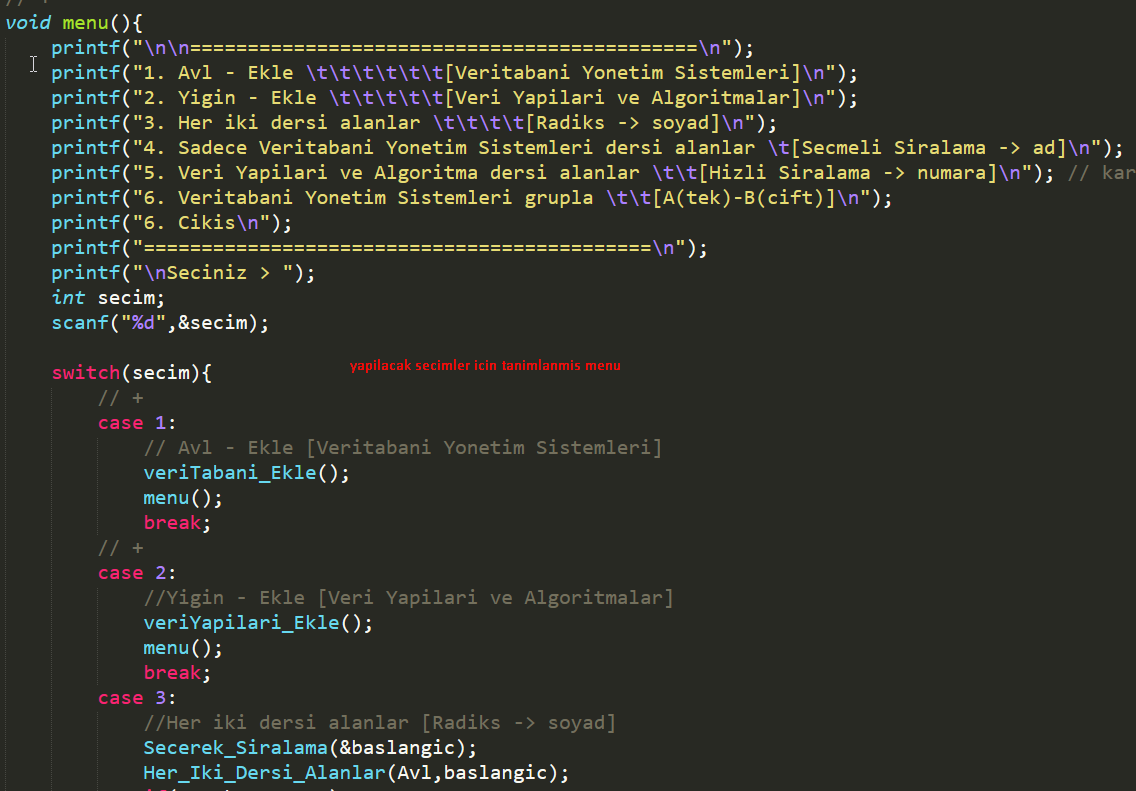 // +
void menu(){
printf("\n\n============================================\n");
printf("1. Avl - Ekle \t\t\t\t\t\t[Veritabani Yonetim Sistemleri]\n");
printf("2. Yigin - Ekle \t\t\t\t\t[Veri Yapilari ve Algoritmalar]\n");
printf("3. Her iki dersi alanlar \t\t\t\t[Radiks -> soyad]\n");
printf("4. Sadece Veritabani Yonetim Sistemleri dersi alanlar \t[Secmeli Siralama -> ad]\n");
printf("5. Veri Yapilari ve Algoritma dersi alanlar \t\t[Hizli Siralama -> numara]\n"); // kar
printf("6. Veritabani Yonetim Sistemleri grupla \t\t[A(tek)-B(cift)]\n");
printf("6. Cikis\n");
printf("============================================\n");
printf("\nSeciniz > ");
int secim;
scanf("%d",&secim);
yapilacak secimler icin tanimlanmis menu
switch(secim){
// +
case 1:
// Avl - Ekle [Veritabani Yonetim Sistemleri]
veriTabani_Ekle();
menu();
break;
// +
case 2:
//Yigin - Ekle [Veri Yapilari ve Algoritmalar]
veriYapilari_Ekle();
menu();
break;
case 3:
//Her iki dersi alanlar [Radiks -> soyad]
Secerek_Siralama(&baslangic);
Her_Iki_Dersi_Alanlar(Avl,baslangic);